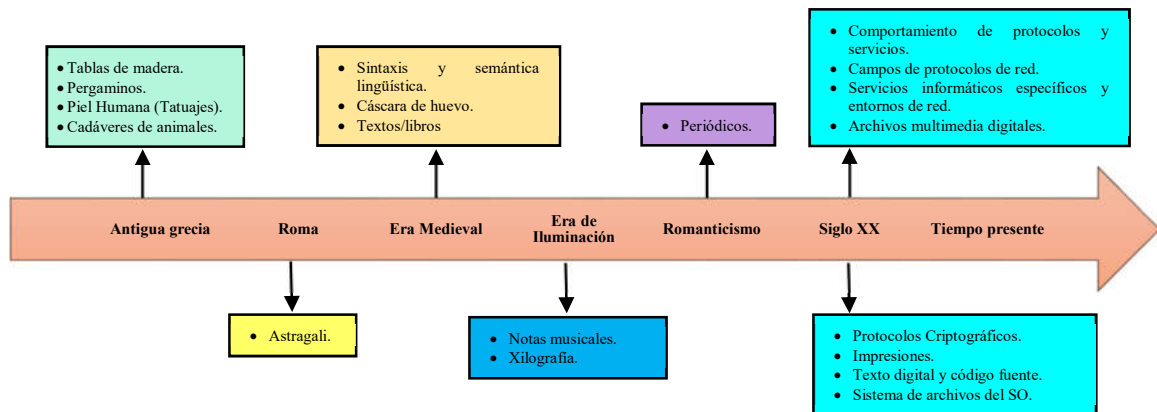 • Tablas de madera.
• Pergaminos.
• Piel Humana (Tatuajes).
• Cadáveres de animales.
• Sintaxis y semántica
lingüística.
• Cáscara de huevo.
• Textos/libros
• Periódicos.
• Comportamiento de protocolos y
servicios.
• Campos de protocolos de red.
• Servicios informáticos específicos y
entornos de red.
• Archivos multimedia digitales.
Antigua grecia
Roma
Era Medieval
Era de
Iluminación
Romanticismo
Siglo XX
Tiempo presente
• Astragali.
• Notas musicales.
• Xilografía.
• Protocolos Criptográficos.
• Impresiones.
• Texto digital y código fuente.
• Sistema de archivos del SO.